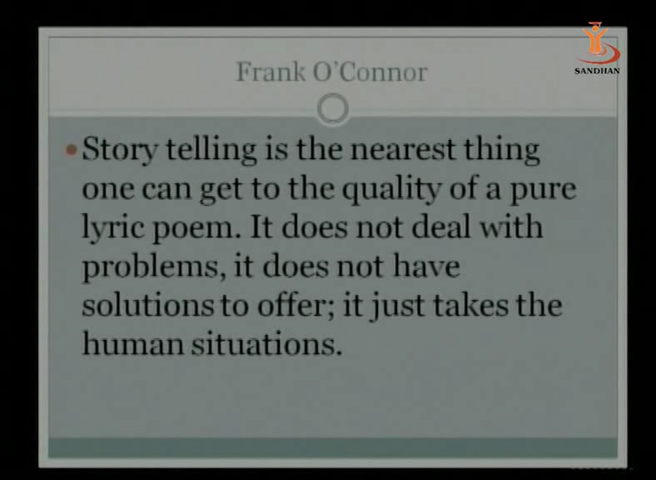 SANDHAN
Frank O'Connor
Story telling is the nearest thing
one can get to the quality of a pure
lyric poem. It does not deal with
problems, it does not have
solutions to offer; it just takes the
human situations.